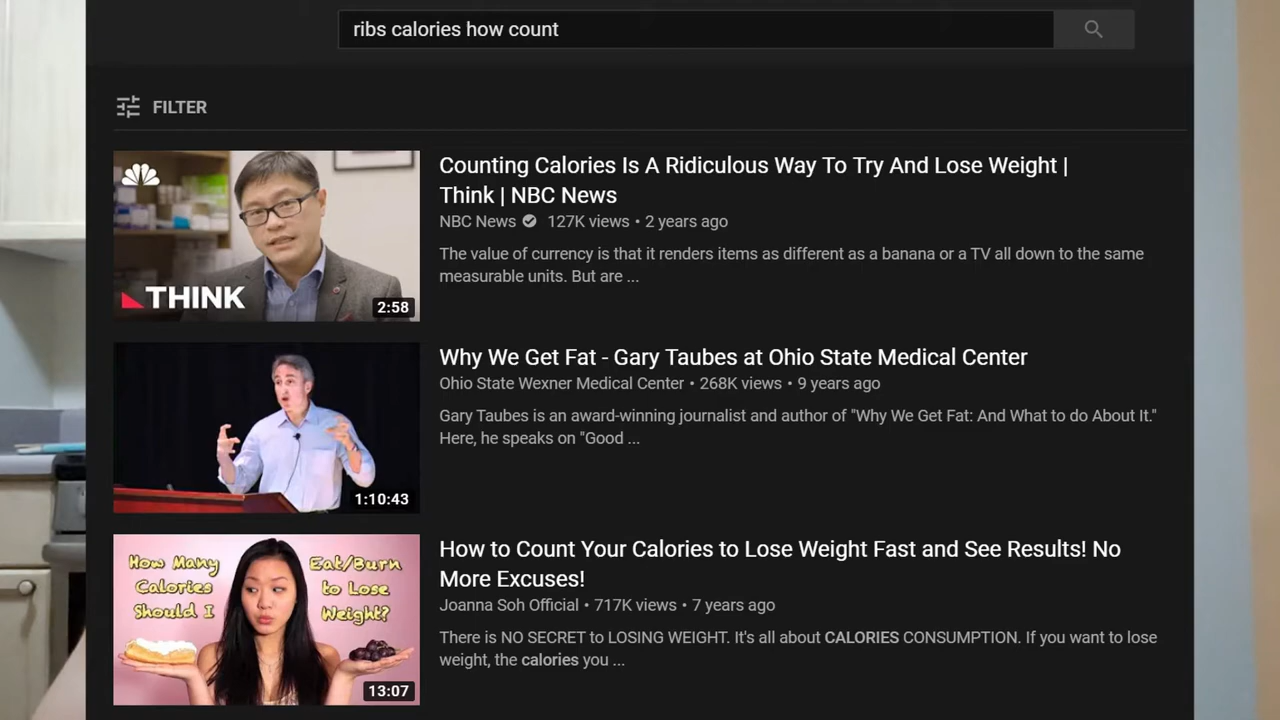 ribs calories how count
FILTER
Counting Calories Is A Ridiculous Way To Try And Lose Weight |
Think | NBC News
NBC News 127K views • 2 years ago
The value of currency is that it renders items as different as a banana or a TV all down to the same
measurable units. But are ...
THINK
2:58
Why We Get Fat - Gary Taubes at Ohio State Medical Center
Ohio State Wexner Medical Center • 268K views • 9 years ago
Gary Taubes is an award-winning journalist and author of "Why We Get Fat: And What to do About It."
Here, he speaks on "Good ...
1:10:43
How to Count Your Calories to Lose Weight Fast and See Results! No
More Excuses!
Joanna Soh Official • 717K views • 7 years ago
There is NO SECRET to LOSING WEIGHT. It's all about CALORIES CONSUMPTION. If you want to lose
weight, the calories you ...
How Many
Calories
Should I
Eat/Burn
to Lose
Weight?
13:07